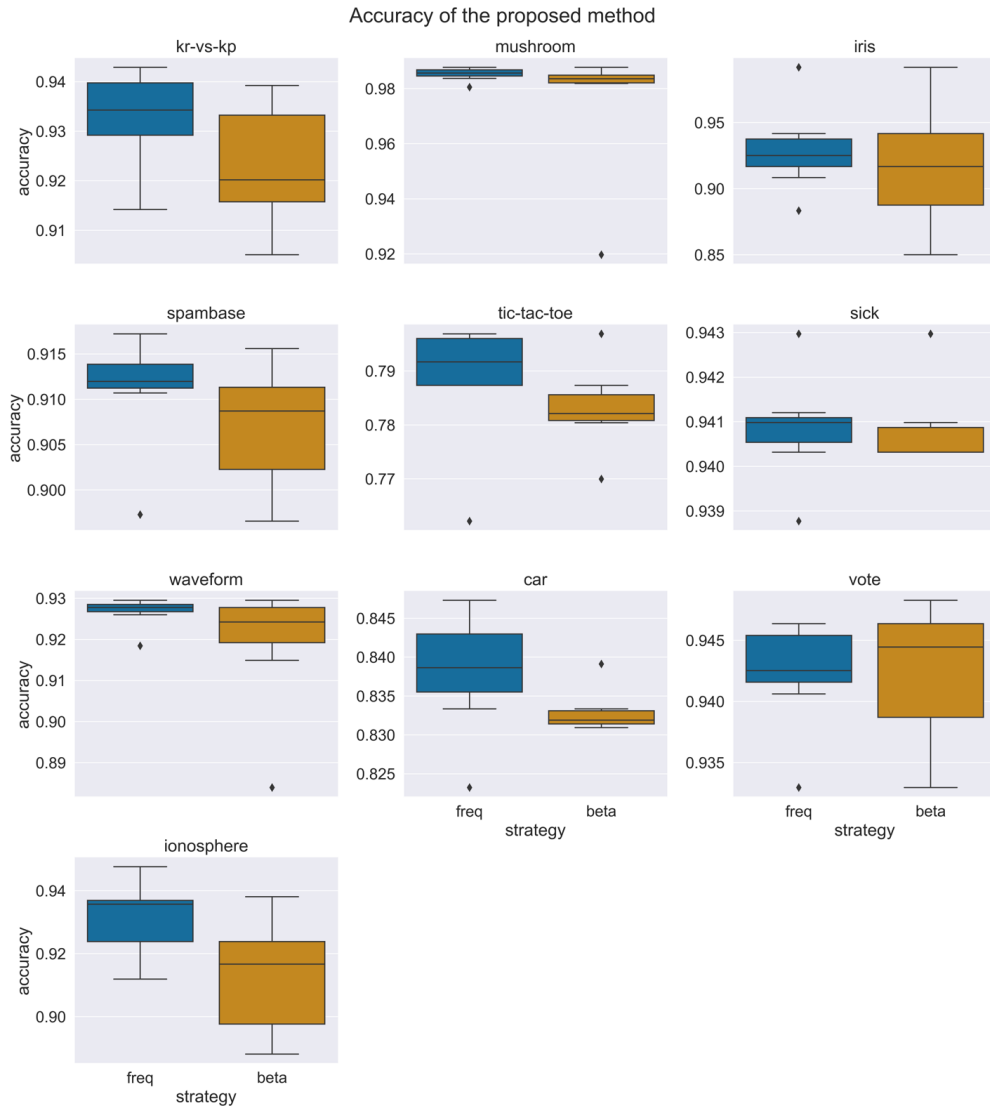 Accuracy of the proposed method
kr-vs-kp
mushroom
iris
accuracy
0.94
0.93
0.92
0.91
0.98
0.96
0.94
0.92
0.95
0.90
0.85
spambase
tic-tac-toe
sick
accuracy
0.915
0.910
0.905
0.900
0.79
0.78
0.77
0.943
0.942
0.941
0.940
0.939
waveform
car
vote
accuracy
0.93
0.92
0.91
0.90
0.89
0.845
0.840
0.835
0.830
0.825
0.945
0.940
0.935
freq
beta
strategy
freq
beta
strategy
ionosphere
accuracy
0.94
0.92
0.90
freq
beta
strategy